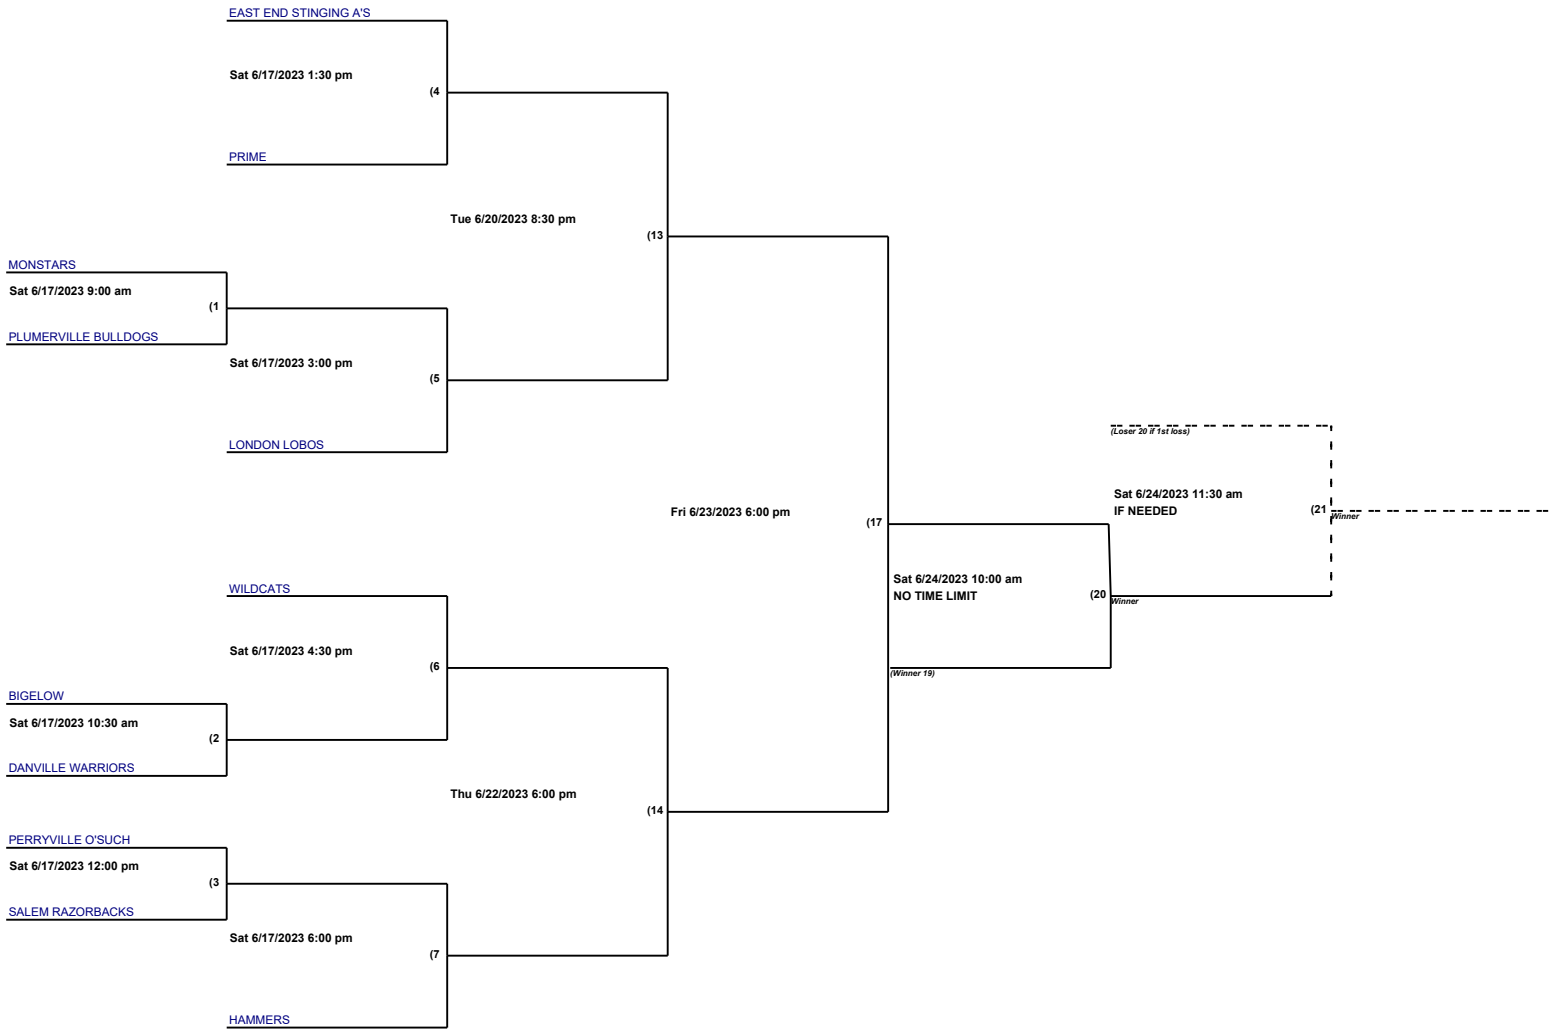 EAST END STINGING A'S
Sat 6/17/2023 1:30 pm
(4
PRIME
Tue 6/20/2023 8:30 pm
(13
MONSTARS
Sat 6/17/2023 9:00 am
(1
PLUMERVILLE BULLDOGS
Sat 6/17/2023 3:00 pm
(5
LONDON LOBOS
(Loser 20 if 1st loss)
Sat 6/24/2023 11:30 am
IF NEEDED
(21
Winner
Fri 6/23/2023 6:00 pm
(17
Sat 6/24/2023 10:00 am
NO TIME LIMIT
(20
Winner
(Winner 19)
WILDCATS
Sat 6/17/2023 4:30 pm
(6
BIGELOW
Sat 6/17/2023 10:30 am
(2
DANVILLE WARRIORS
Thu 6/22/2023 6:00 pm
(14
PERRYVILLE O'SUCH
Sat 6/17/2023 12:00 pm
(3
SALEM RAZORBACKS
Sat 6/17/2023 6:00 pm
(7
HAMMERS